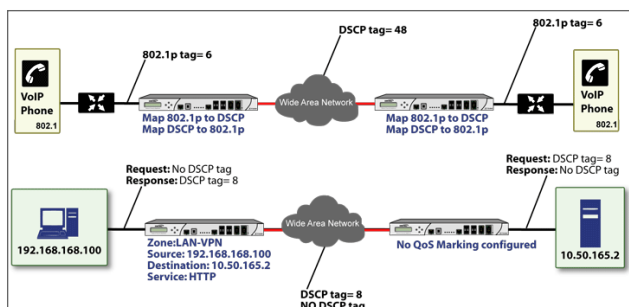 802.1p tag= 6
DSCP tag= 48
802.1p tag= 6
VoIP
Phone
802.1
Wide Area Network
VoIP
Phone
802.1
Map 802.1p to DSCP
Map DSCP to 802.1p
Map 802.1p to DSCP
Map DSCP to 802.1p
Request: No DSCP tag
Response: DSCP tag= 8
Request: DSCP tag= 8
Response: No DSCP tag
192.168.168.100
Wide Area Network
10.50.165.2
Zone:LAN-VPN
Source: 192.168.168.100
Destination: 10.50.165.2
Service: HTTP
No QoS Marking configured
DSCP tag= 8
NO DSCP tag